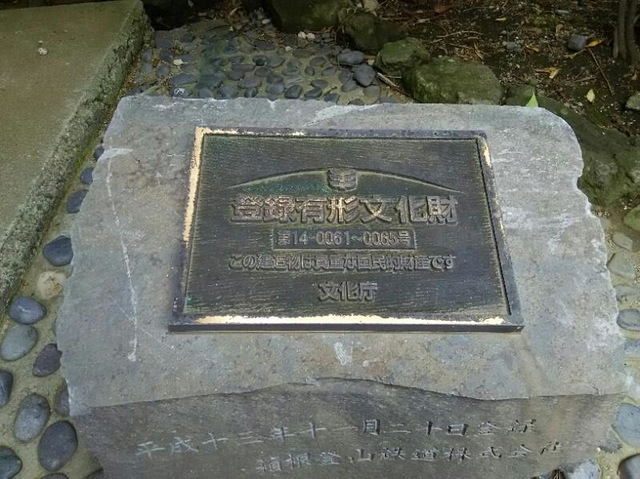 登録有形文化財
第14-0061~0065号
この建造物は貴重な国民的財産です
文化庁
平成十三年十一月二十日登録
箱根登山鉄道株式会社